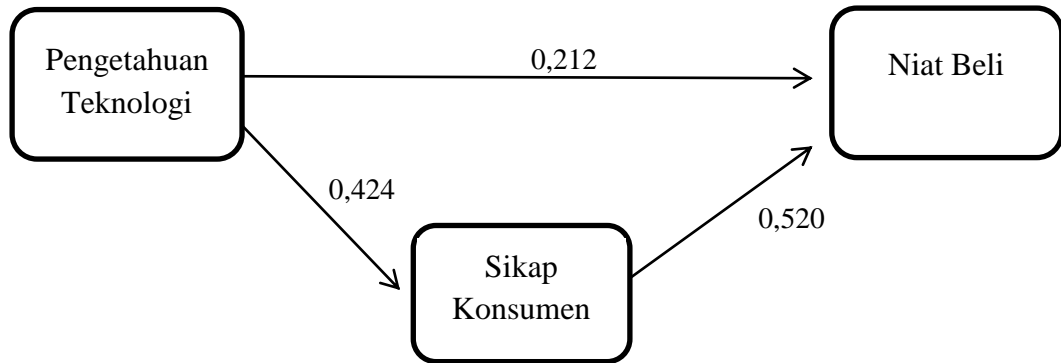 Pengetahuan
Teknologi
0,212
Niat Beli
0,424
0,520
Sikap
Konsumen